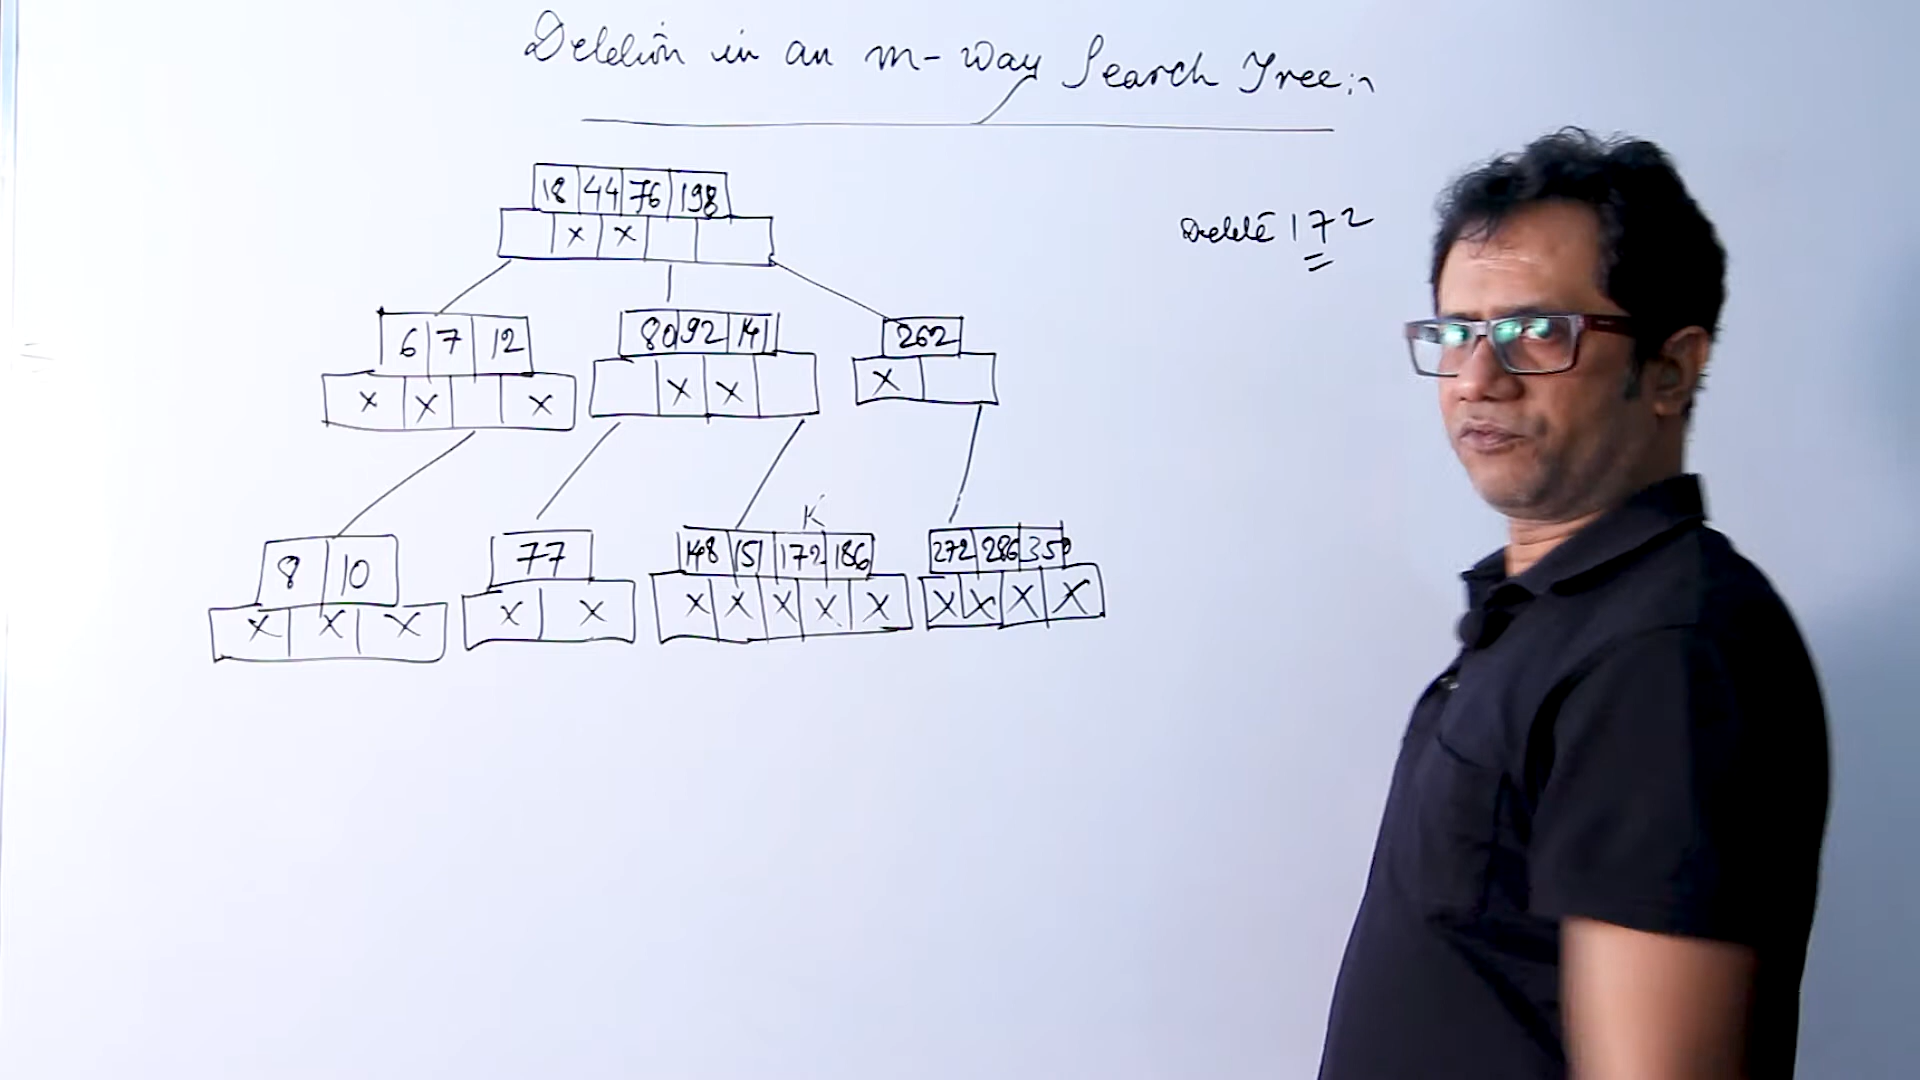 Deletion in an m-way Search Tree:
18 44 76 198
x x
Delete 172
6 7 12
x x x
80 92 141
x x
262
x
K
8 10
x x x
77
x x
148 151 172 186
x x x x x
272 286 350
x x x x